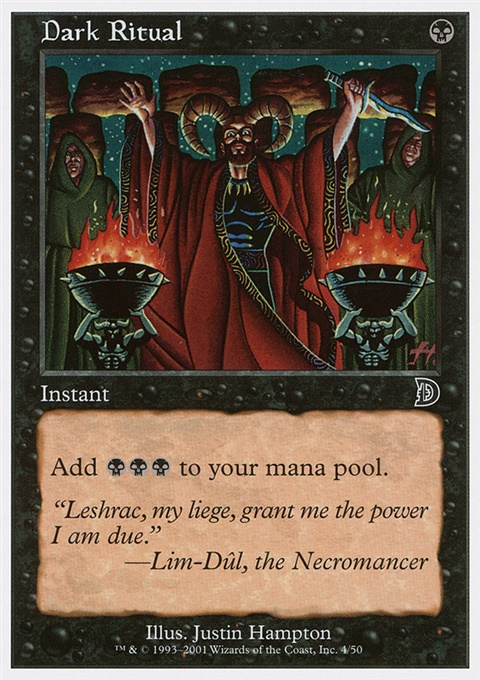 Dark Ritual
Instant
Add to your mana pool.
“Leshrac, my liege, grant me the power
I am due.”
—Lim-Dûl, the Necromancer
Illus. Justin Hampton
™ & © 1993–2001 Wizards of the Coast, Inc. 4/50